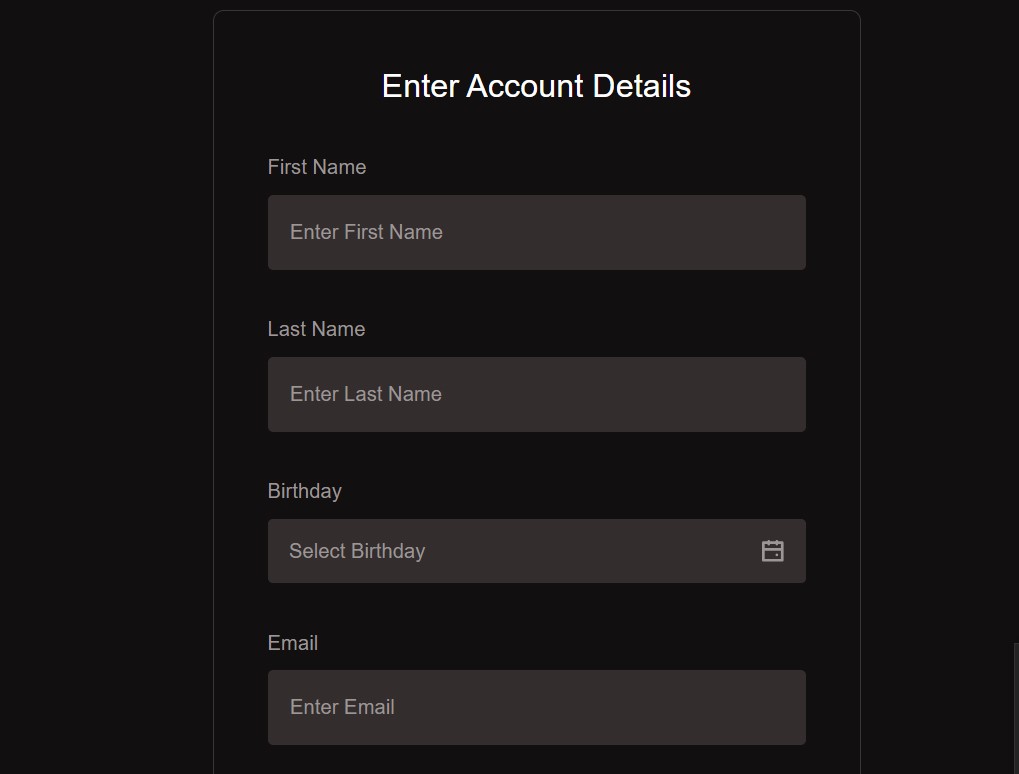 Enter Account Details
First Name
Enter First Name
Last Name
Enter Last Name
Birthday
Select Birthday
Email
Enter Email